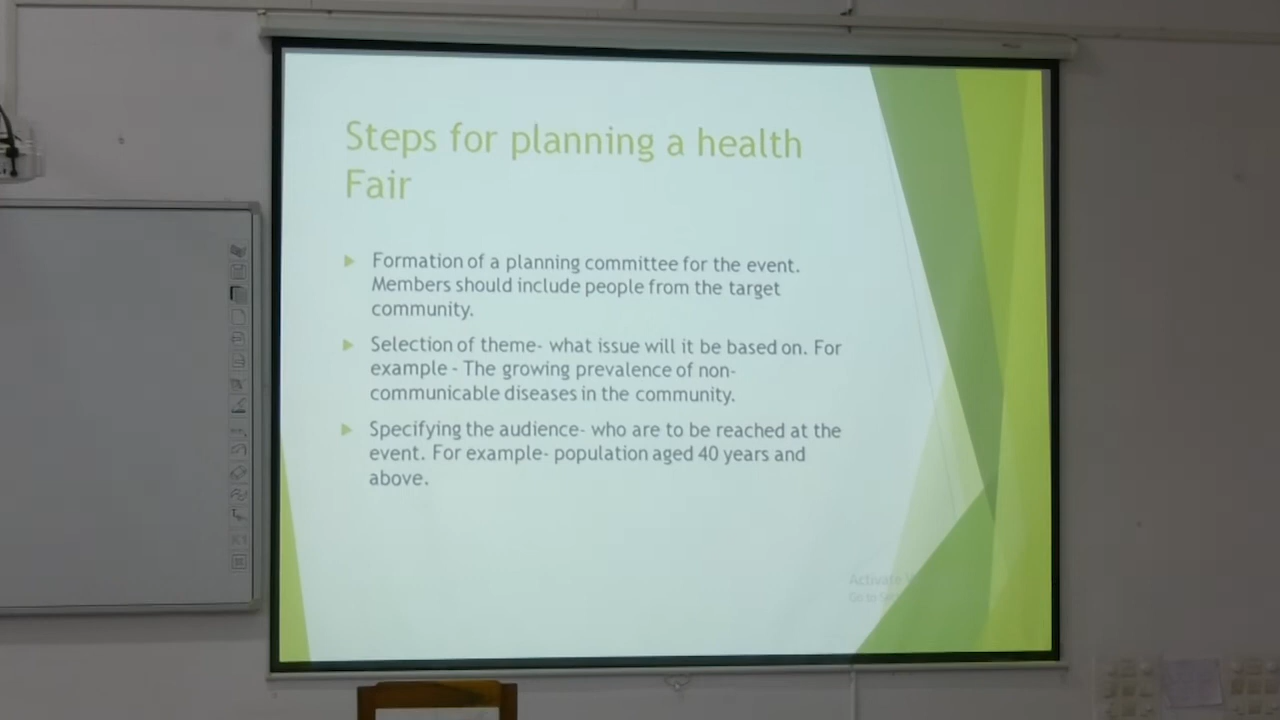 Steps for planning a health
Fair
Formation of a planning committee for the event.
Members should include people from the target
community.
Selection of theme- what issue will it be based on. For
example - The growing prevalence of non-
communicable diseases in the community.
Specifying the audience- who are to be reached at the
event. For example- population aged 40 years and
above.
Activate
Go to